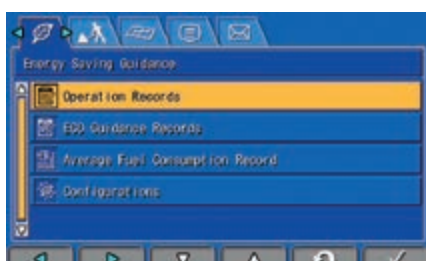 Energy Saving Guidance
Operation Records
ECO Guidance Records
Average Fuel Consumption Record
Configurations